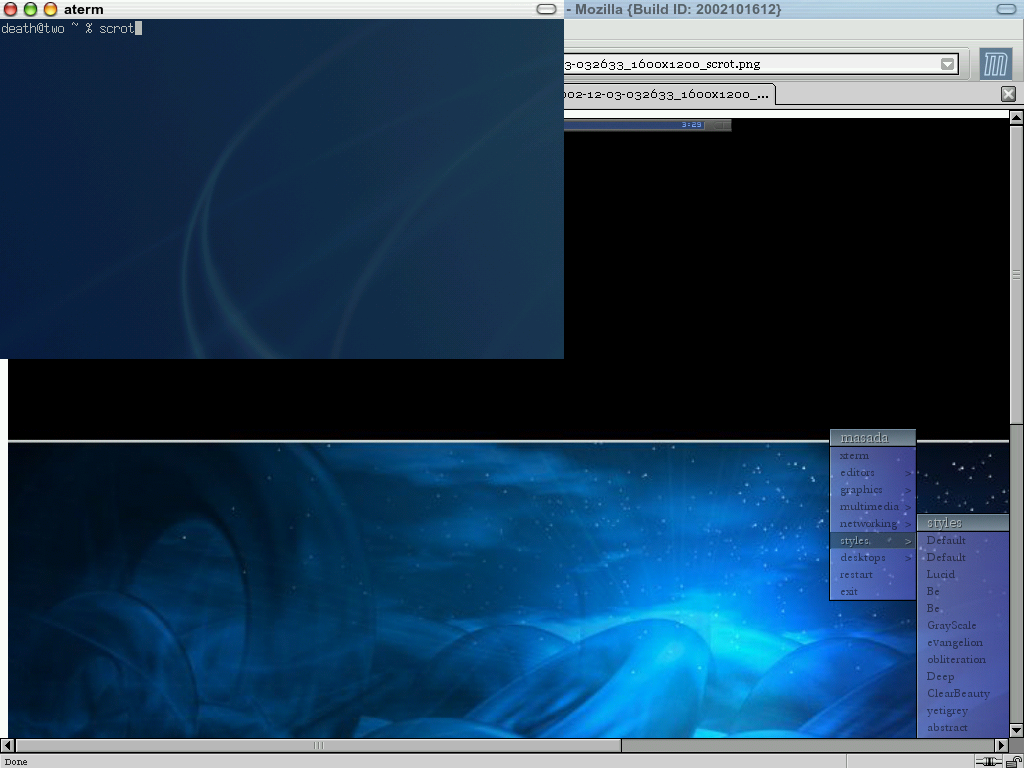 aterm
- Mozilla {Build ID: 2002101612}
death@two ~ % scrot
3-032633_1600x1200_scrot.png
002-12-03-032633_1600x1200_...
3:29
masada
xterm
editors >
graphics >
multimedia >
networking >
styles >
desktops >
restart
exit
styles
Default
Default
Lucid
Be
Be
GrayScale
evangelion
obliteration
Deep
ClearBeauty
yetigrey
abstract
Done